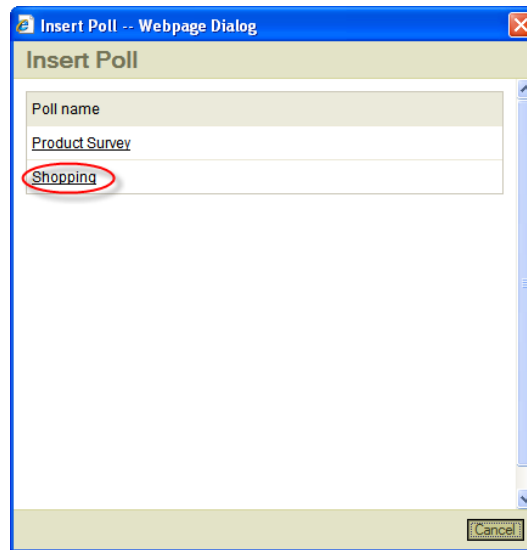 Insert Poll -- Webpage Dialog
Insert Poll
Poll name
Product Survey
Shopping
Cancel